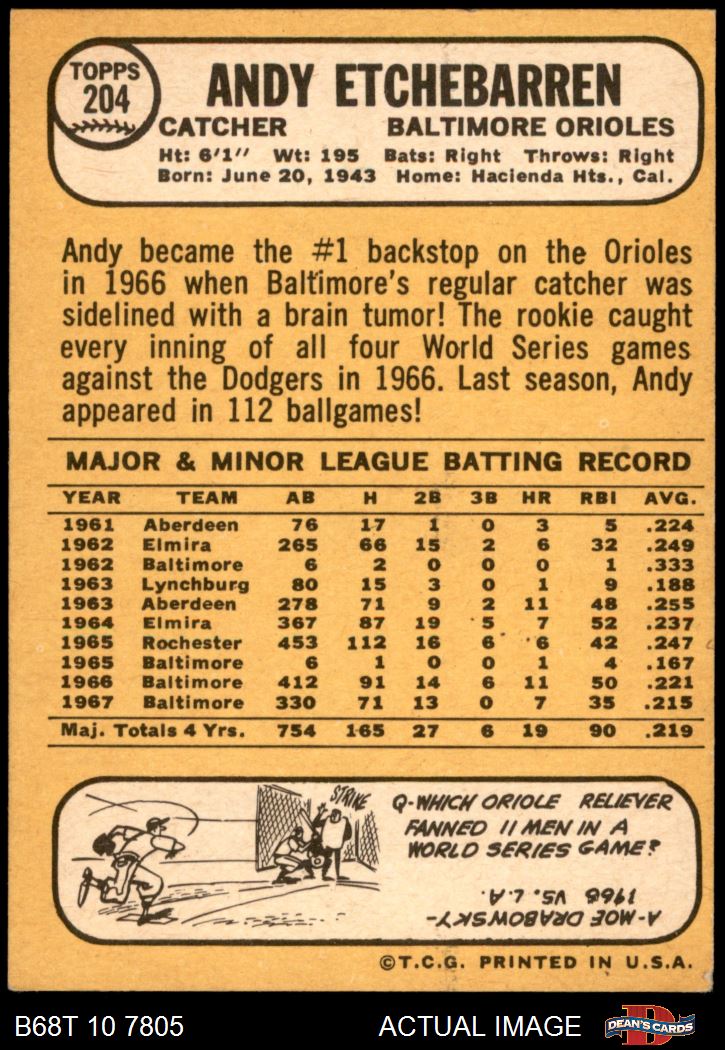 TOPPS
204
ANDY ETCHEBARREN
CATCHER BALTIMORE ORIOLES
Ht: 6'1" Wt: 195 Bats: Right Throws: Right
Born: June 20, 1943 Home: Hacienda Hts., Cal.
Andy became the #1 backstop on the Orioles
in 1966 when Baltimore's regular catcher was
sidelined with a brain tumor! The rookie caught
every inning of all four World Series games
against the Dodgers in 1966. Last season, Andy
appeared in 112 ballgames!
MAJOR & MINOR LEAGUE BATTING RECORD
YEAR TEAM AB H 2B 3B HR RBI AVG.
1961 Aberdeen 76 17 1 0 3 5 .224
1962 Elmira 265 66 15 2 6 32 .249
1962 Baltimore 6 2 0 0 0 1 .333
1963 Lynchburg 80 15 3 0 1 9 .188
1963 Aberdeen 278 71 9 2 11 48 .255
1964 Elmira 367 87 19 5 7 52 .237
1965 Rochester 453 112 16 6 6 42 .247
1965 Baltimore 6 1 0 0 1 4 .167
1966 Baltimore 412 91 14 6 11 50 .221
1967 Baltimore 330 71 13 0 7 35 .215
Maj. Totals 4 Yrs. 754 165 27 6 19 90 .219
STRIKE
Q-WHICH ORIOLE RELIEVER
FANNED 11 MEN IN A
WORLD SERIES GAME?
A-MOE DRABOWSKY-
1966 VS. L.A.
©T.C.G. PRINTED IN U.S.A.
B68T 10 7805 ACTUAL IMAGE
D
DEAN'S CARDS